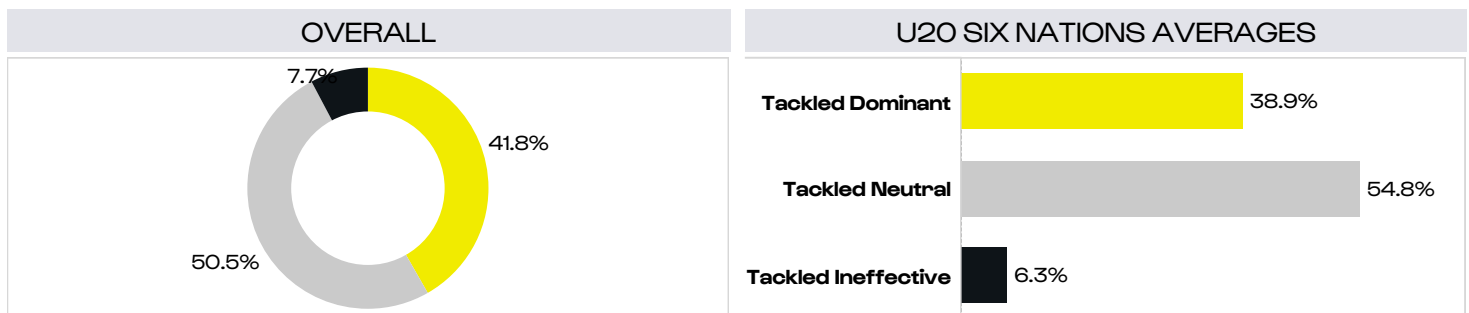 OVERALL
7.7%
41.8%
50.5%
U20 SIX NATIONS AVERAGES
Tackled Dominant 38.9%
Tackled Neutral 54.8%
Tackled Ineffective 6.3%